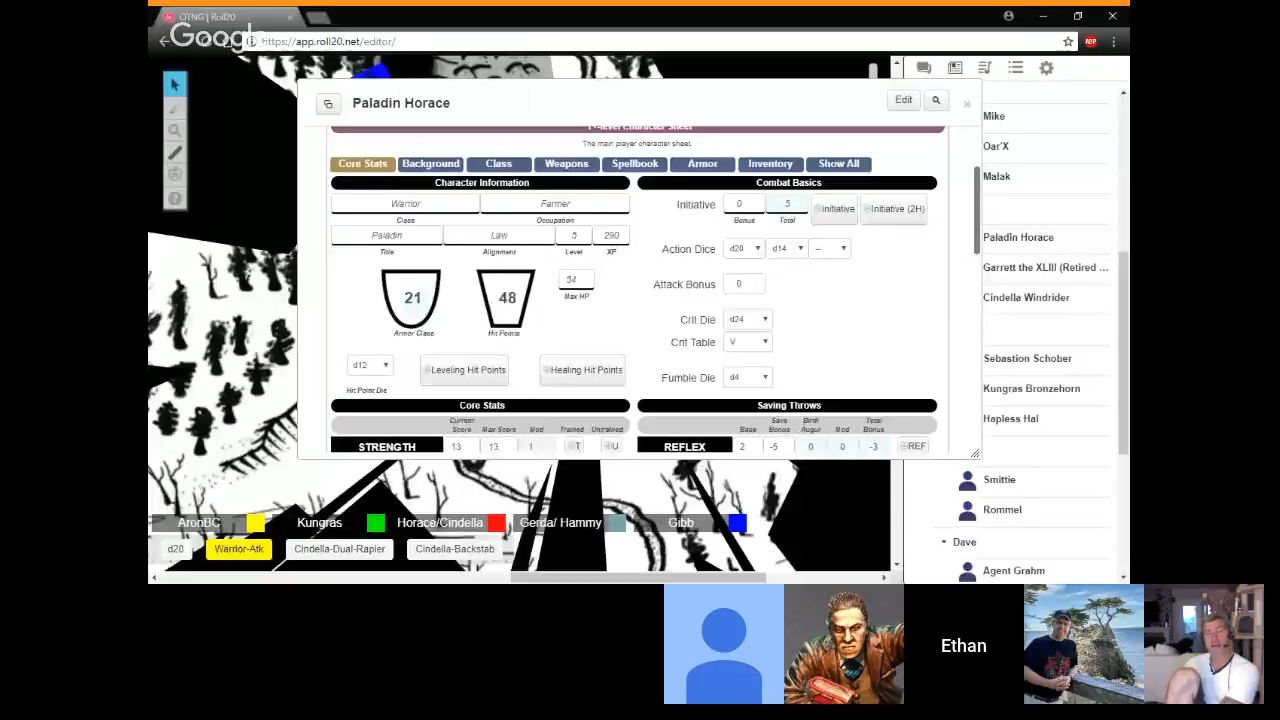 OTNG | Roll20
Google
https://app.roll20.net/editor/
ABP
Paladin Horace
Edit
The main player character sheet.
Core Stats
Background
Class
Weapons
Spellbook
Armor
Inventory
Show All
Character Information
Warrior
Farmer
Class
Occupation
Paladin
Law
5
290
Title
Alignment
Level
XP
21
48
54
Max HP
Armor Class
Hit Points
d12
Leveling Hit Points
Healing Hit Points
Hit Point Die
Core Stats
Current Score
Max Score
Mod
Trained
Untrained
STRENGTH
13
13
1
T
U
Combat Basics
Initiative
0
5
Initiative
Initiative (2H)
Bonus
Total
Action Dice
d20
d14
--
Attack Bonus
0
Crit Die
d24
Crit Table
V
Fumble Die
d4
Saving Throws
Base
Save Bonus
Birth Augur
Mod
Total Bonus
REFLEX
2
-5
0
0
-3
REF
Mike
Oar'X
Malak
Paladin Horace
Garrett the XLIII (Retired ...
Cindella Windrider
Sebastion Schober
Kungras Bronzehorn
Hapless Hal
Smittie
Rommel
Dave
Agent Grahm
AronBC
Kungras
Horace/Cindella
Gerda/ Hammy
Gibb
d20
Warrior-Atk
Cindella-Dual-Rapier
Cindella-Backstab
Ethan